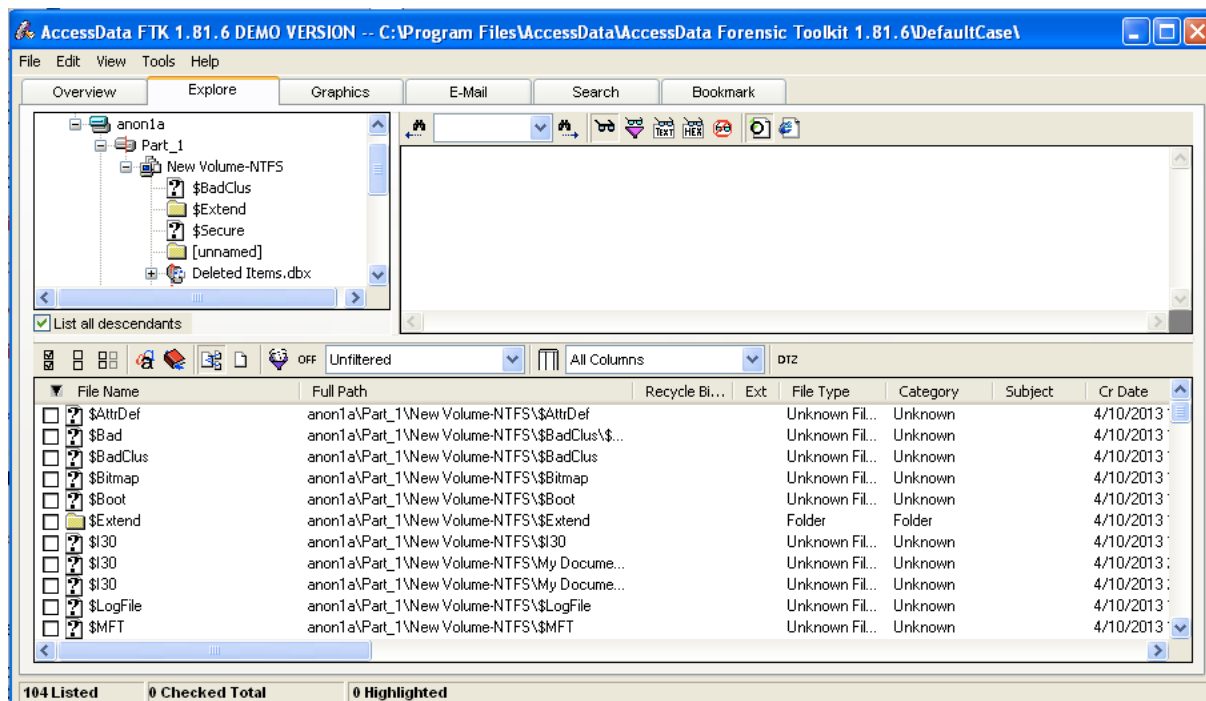 AccessData FTK 1.81.6 DEMO VERSION -- C:\Program Files\AccessData\AccessData Forensic Toolkit 1.81.6\DefaultCase\
File Edit View Tools Help
Overview Explore Graphics E-Mail Search Bookmark
anon1a
Part_1
New Volume-NTFS
$BadClus
$Extend
$Secure
[unnamed]
Deleted Items.dbx
List all descendants
TEXT HEX
OFF Unfiltered All Columns DTZ
File Name Full Path Recycle Bi... Ext File Type Category Subject Cr Date
$AttrDef anon1a\Part_1\New Volume-NTFS\$AttrDef Unknown Fil... Unknown 4/10/2013
$Bad anon1a\Part_1\New Volume-NTFS\$BadClus\$... Unknown Fil... Unknown 4/10/2013
$BadClus anon1a\Part_1\New Volume-NTFS\$BadClus Unknown Fil... Unknown 4/10/2013
$Bitmap anon1a\Part_1\New Volume-NTFS\$Bitmap Unknown Fil... Unknown 4/10/2013
$Boot anon1a\Part_1\New Volume-NTFS\$Boot Unknown Fil... Unknown 4/10/2013
$Extend anon1a\Part_1\New Volume-NTFS\$Extend Folder Folder 4/10/2013
$I30 anon1a\Part_1\New Volume-NTFS\$I30 Unknown Fil... Unknown 4/10/2013
$I30 anon1a\Part_1\New Volume-NTFS\My Docume... Unknown Fil... Unknown 4/10/2013
$I30 anon1a\Part_1\New Volume-NTFS\My Docume... Unknown Fil... Unknown 4/10/2013
$LogFile anon1a\Part_1\New Volume-NTFS\$LogFile Unknown Fil... Unknown 4/10/2013
$MFT anon1a\Part_1\New Volume-NTFS\$MFT Unknown Fil... Unknown 4/10/2013
104 Listed 0 Checked Total 0 Highlighted